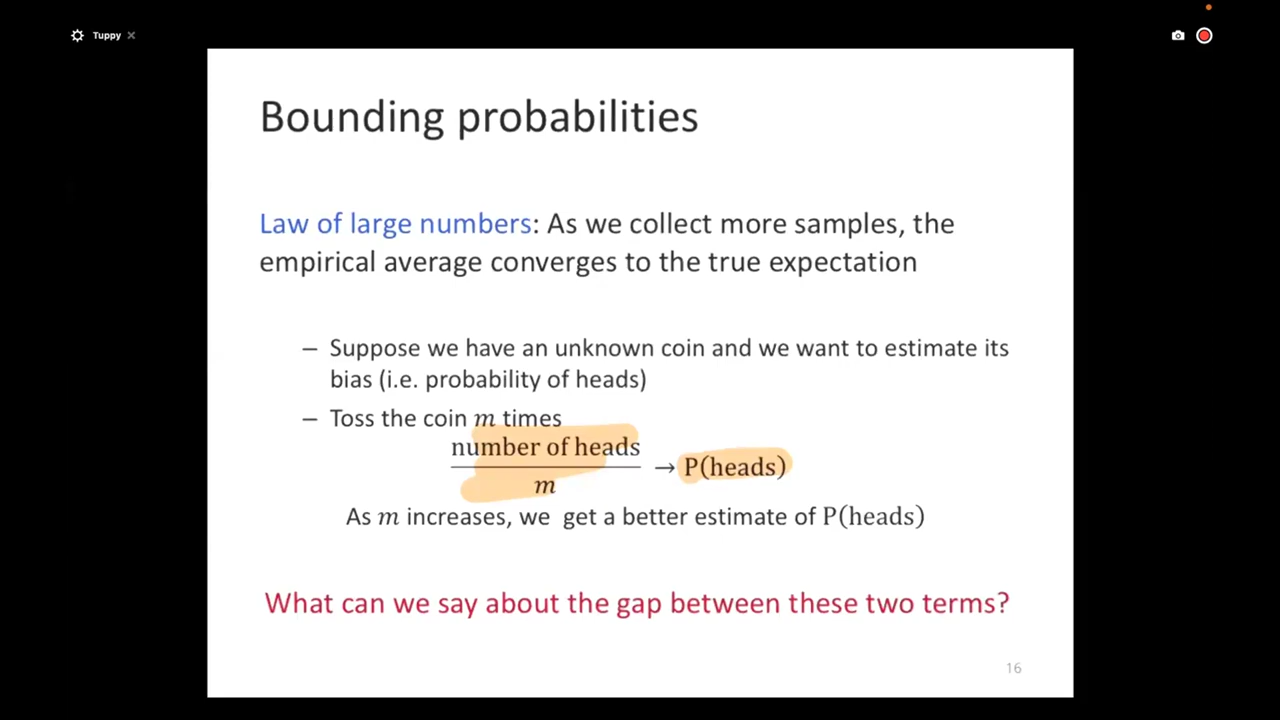 Tuppy ×
Bounding probabilities
Law of large numbers: As we collect more samples, the
empirical average converges to the true expectation
– Suppose we have an unknown coin and we want to estimate its
bias (i.e. probability of heads)
– Toss the coin m times
number of heads
→ P(heads)
m
As m increases, we get a better estimate of P(heads)
What can we say about the gap between these two terms?
16